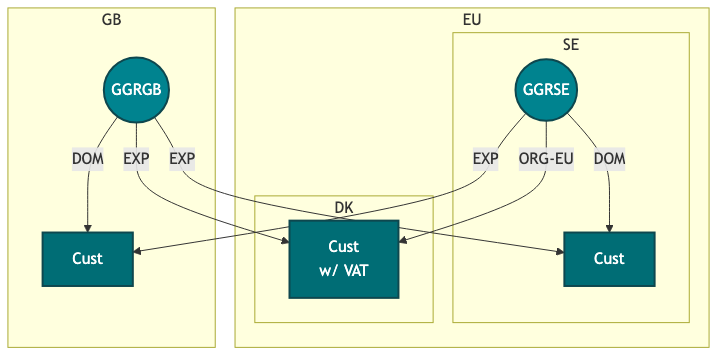 GB
EU
SE
GGRGB
GGRSE
DOM
EXP
EXP
EXP
ORG-EU
DOM
DK
Cust
Cust
w/ VAT
Cust